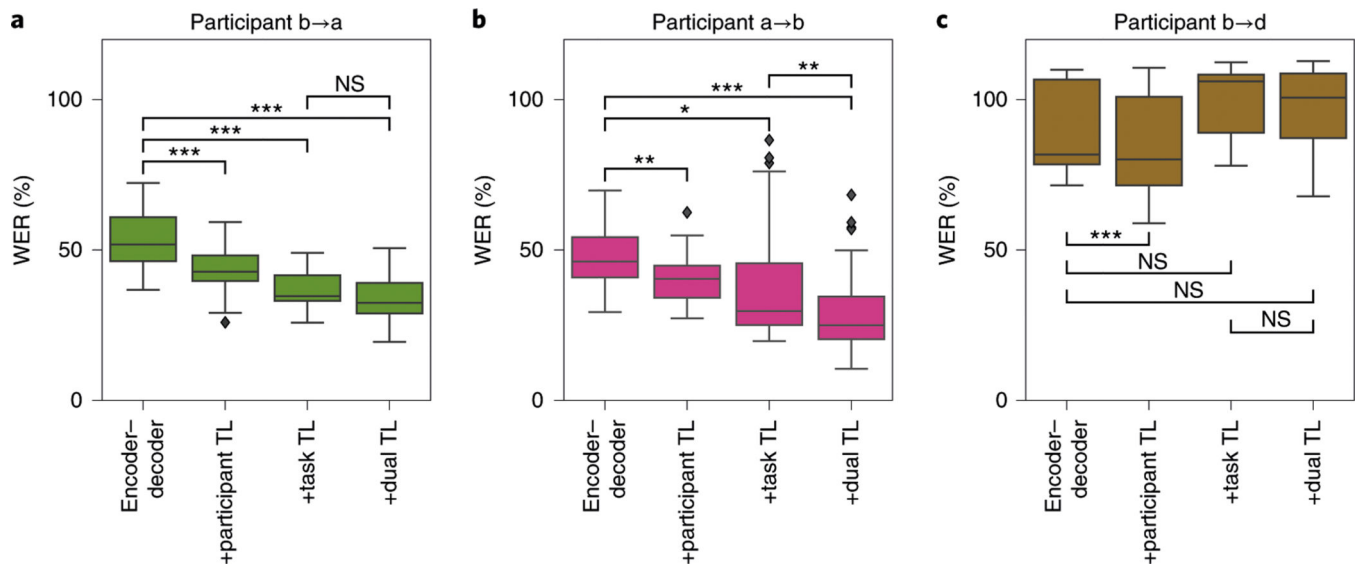 a
Participant b→a
WER (%)
100
50
0
NS
***
***
***
Encoder–
decoder
+participant TL
+task TL
+dual TL
b
Participant a→b
WER (%)
100
50
0
**
***
*
**
Encoder–
decoder
+participant TL
+task TL
+dual TL
c
Participant b→d
WER (%)
100
50
0
***
NS
NS
NS
Encoder–
decoder
+participant TL
+task TL
+dual TL